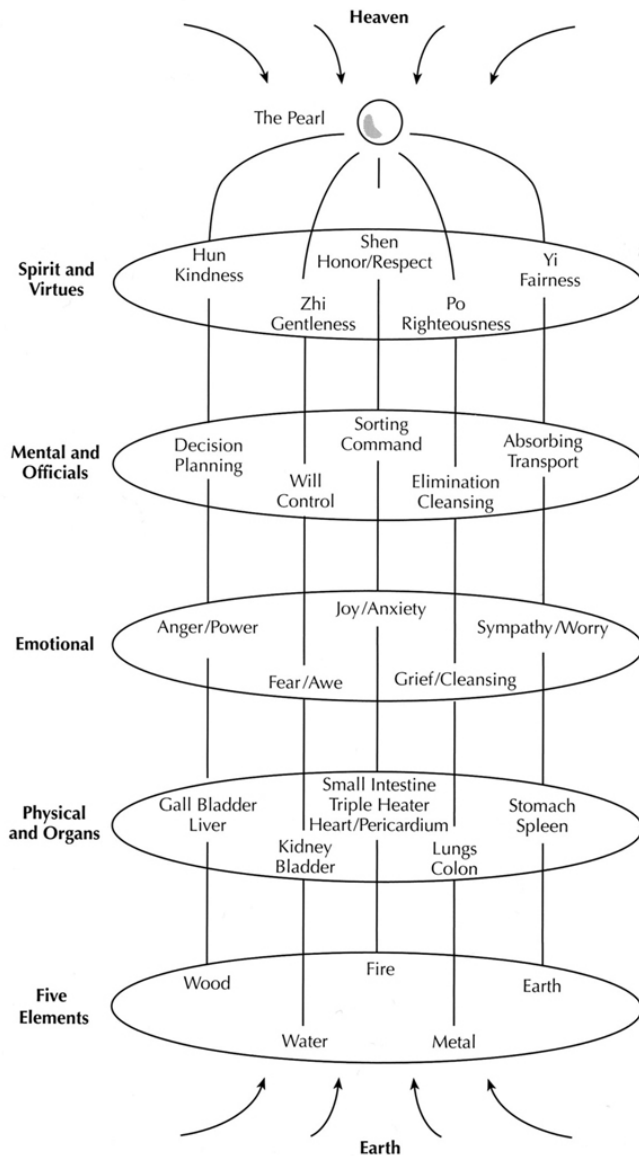 Heaven
The Pearl
Spirit and
Virtues
Hun
Kindness
Shen
Honor/Respect
Yi
Fairness
Zhi
Gentleness
Po
Righteousness
Mental and
Officials
Decision
Planning
Sorting
Command
Absorbing
Transport
Will
Control
Elimination
Cleansing
Emotional
Anger/Power
Joy/Anxiety
Sympathy/Worry
Fear/Awe
Grief/Cleansing
Physical
and Organs
Gall Bladder
Liver
Small Intestine
Triple Heater
Heart/Pericardium
Stomach
Spleen
Kidney
Bladder
Lungs
Colon
Five
Elements
Wood
Fire
Earth
Water
Metal
Earth